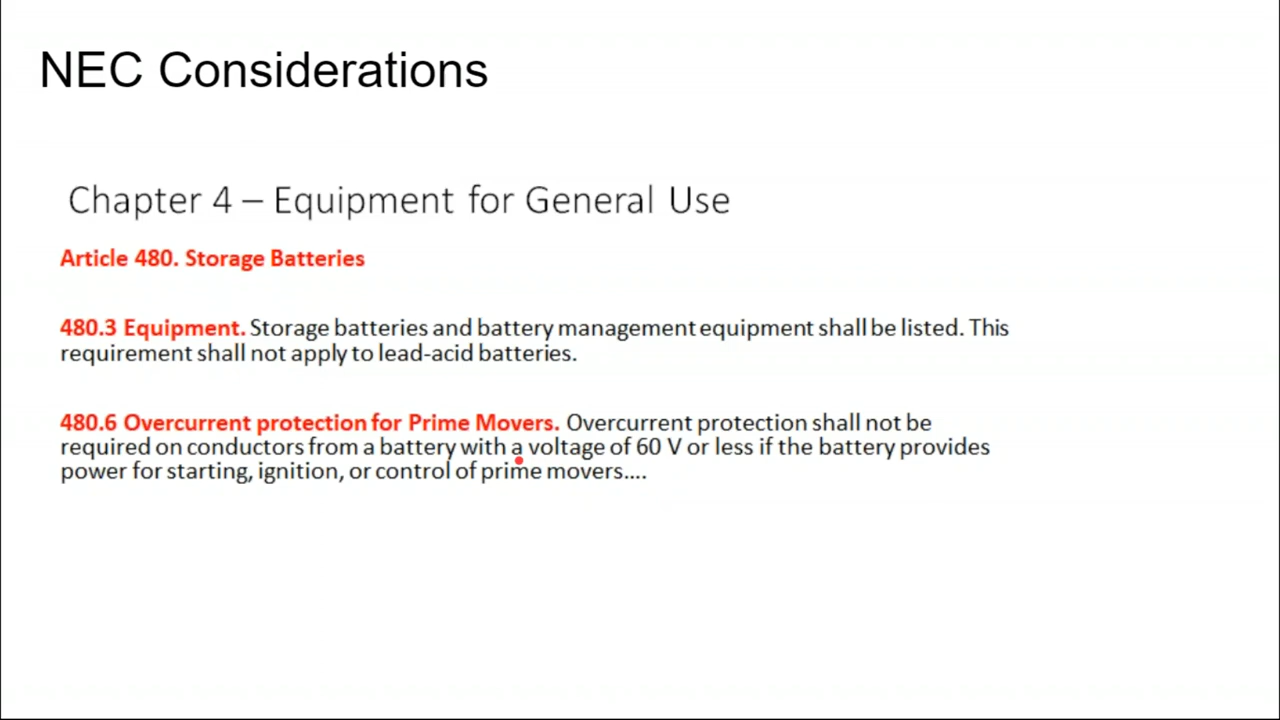 NEC Considerations
Chapter 4 – Equipment for General Use
Article 480. Storage Batteries
480.3 Equipment. Storage batteries and battery management equipment shall be listed. This
requirement shall not apply to lead-acid batteries.
480.6 Overcurrent protection for Prime Movers. Overcurrent protection shall not be
required on conductors from a battery with a voltage of 60 V or less if the battery provides
power for starting, ignition, or control of prime movers....